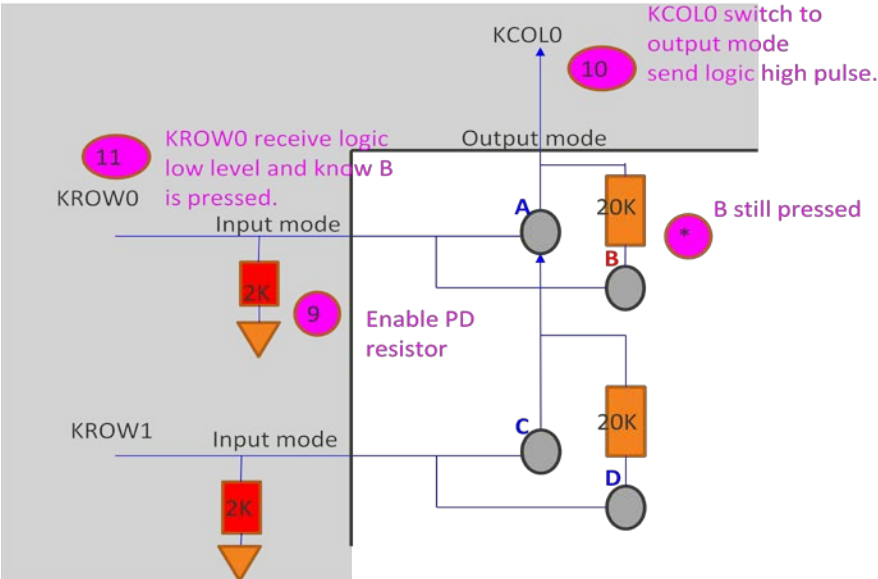 KCOL0 switch to
output mode
send logic high pulse.
KCOL0
10
Output mode
11
KROW0 receive logic
low level and know B
is pressed.
KROW0
Input mode
A
20K
B still pressed
*
B
2K
9
Enable PD
resistor
KROW1
Input mode
C
20K
D
2K